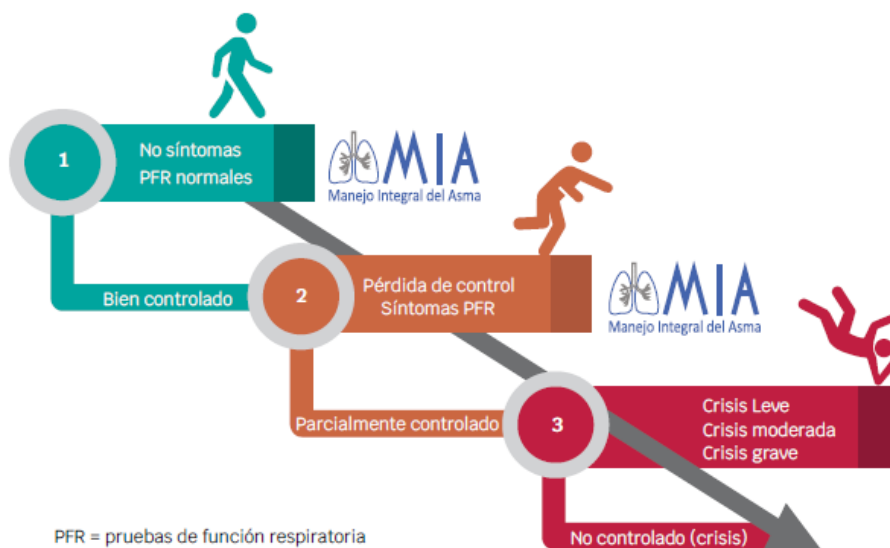 1
No síntomas
PFR normales
MIA
Manejo Integral del Asma
Bien controlado
2
Pérdida de control
Síntomas PFR
MIA
Manejo Integral del Asma
Parcialmente controlado
3
Crisis Leve
Crisis moderada
Crisis grave
No controlado (crisis)
PFR = pruebas de función respiratoria